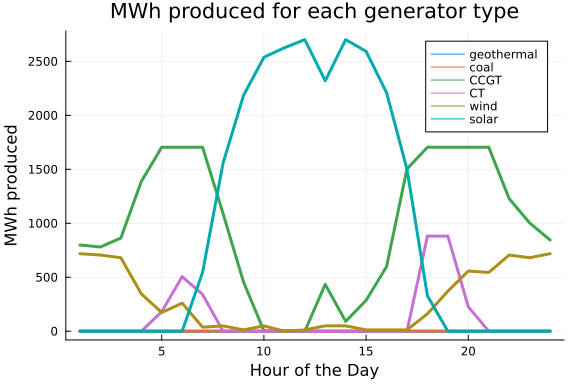 MWh produced for each generator type
MWh produced
2500
2000
1500
1000
500
0
geothermal
coal
CCGT
CT
wind
solar
5
10
15
20
Hour of the Day